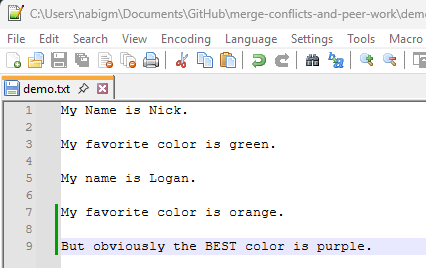 C:\Users\nabigm\Documents\GitHub\merge-conflicts-and-peer-work\demo
File Edit Search View Encoding Language Settings Tools Macro
demo.txt
1 My Name is Nick.
2
3 My favorite color is green.
4
5 My name is Logan.
6
7 My favorite color is orange.
8
9 But obviously the BEST color is purple.